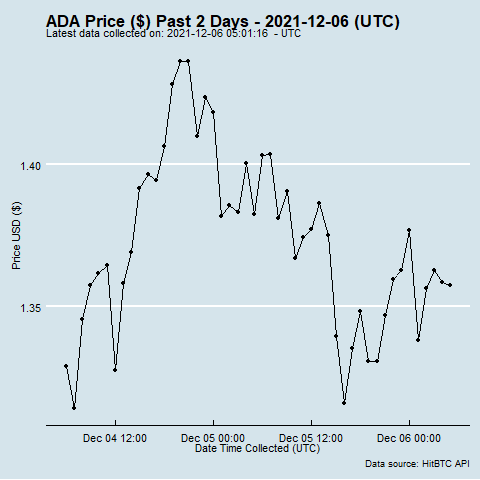 ADA Price ($) Past 2 Days - 2021-12-06 (UTC)
Latest data collected on: 2021-12-06 05:01:16 - UTC
1.40
Price USD ($)
1.35
Dec 04 12:00 Dec 05 00:00 Dec 05 12:00 Dec 06 00:00
Date Time Collected (UTC)
Data source: HitBTC API